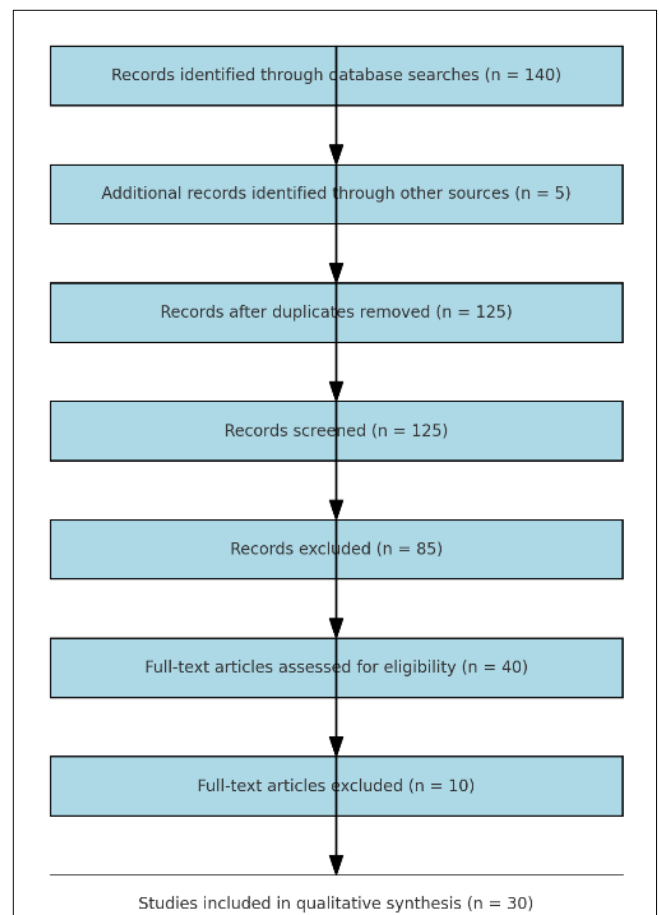 Records identified through database searches (n = 140)
Additional records identified through other sources (n = 5)
Records after duplicates removed (n = 125)
Records screened (n = 125)
Records excluded (n = 85)
Full-text articles assessed for eligibility (n = 40)
Full-text articles excluded (n = 10)
Studies included in qualitative synthesis (n = 30)